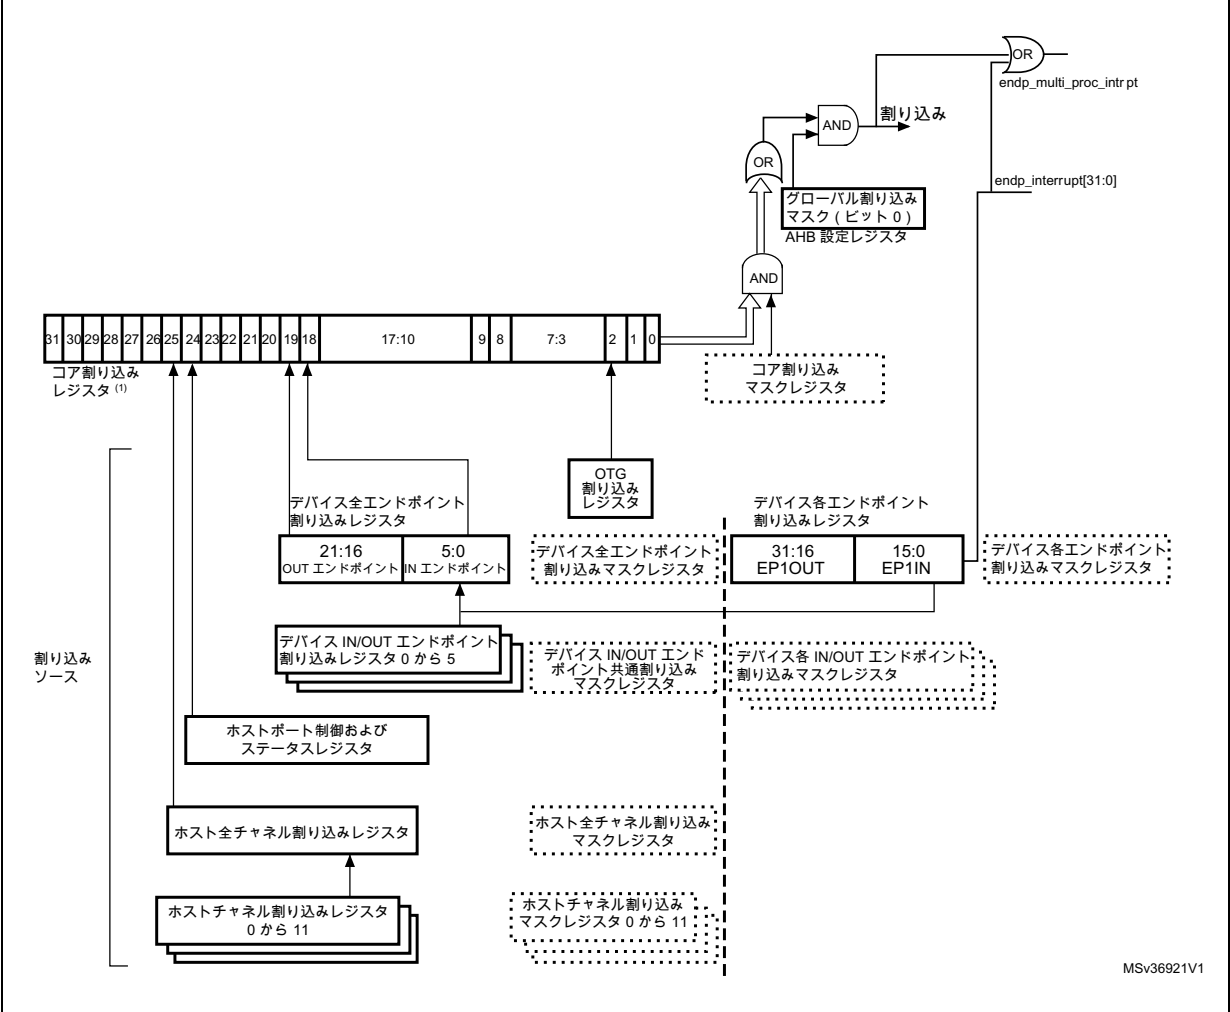 OR
endp_multi_proc_intrpt
割り込み
AND
OR
endp_interrupt[31:0]
グローバル割り込み
マスク ( ビット 0 )
AHB 設定レジスタ
AND
31 30 29 28 27 26 25 24 23 22 21 20 19 18 17:10 9 8 7:3 2 1 0
コア割り込み
レジスタ (1)
コア割り込み
マスクレジスタ
OTG
割り込み
レジスタ
デバイス全エンドポイント
割り込みレジスタ
デバイス各エンドポイント
割り込みレジスタ
21:16
OUT エンドポイント
5:0
IN エンドポイント
デバイス全エンドポイント
割り込みマスクレジスタ
31:16
EP1OUT
15:0
EP1IN
デバイス各エンドポイント
割り込みマスクレジスタ
割り込み
ソース
デバイス IN/OUT エンドポイント
割り込みレジスタ 0 から 5
デバイス IN/OUT エンド
ポイント共通割り込み
マスクレジスタ
デバイス各 IN/OUT エンドポイント
割り込みマスクレジスタ
ホストポート制御および
ステータスレジスタ
ホスト全チャネル割り込みレジスタ
ホスト全チャネル割り込み
マスクレジスタ
ホストチャネル割り込みレジスタ
0 から 11
ホストチャネル割り込み
マスクレジスタ 0 から 11
MSv36921V1